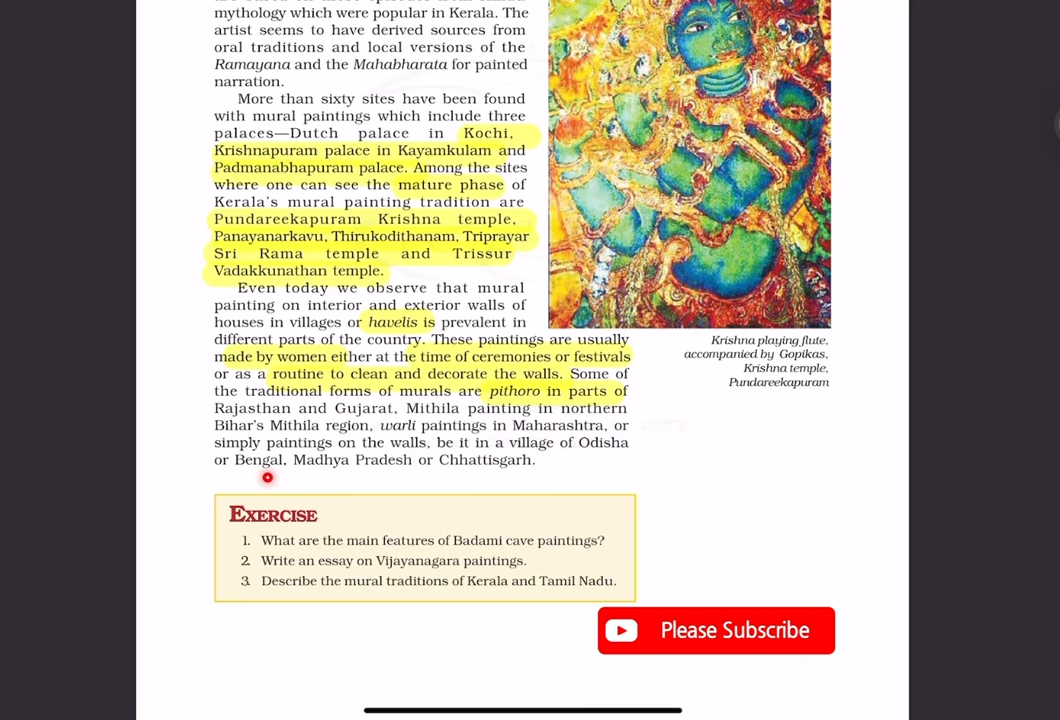 mythology which were popular in Kerala. The
artist seems to have derived sources from
oral traditions and local versions of the
Ramayana and the Mahabharata for painted
narration.
More than sixty sites have been found
with mural paintings which include three
palaces—Dutch palace in Kochi,
Krishnapuram palace in Kayamkulam and
Padmanabhapuram palace. Among the sites
where one can see the mature phase of
Kerala's mural painting tradition are
Pundareekapuram Krishna temple,
Panayanarkavu, Thirukodithanam, Triprayar
Sri Rama temple and Trissur
Vadakkunathan temple.
Even today we observe that mural
painting on interior and exterior walls of
houses in villages or havelis is prevalent in
different parts of the country. These paintings are usually
made by women either at the time of ceremonies or festivals
or as a routine to clean and decorate the walls. Some of
the traditional forms of murals are pithoro in parts of
Rajasthan and Gujarat, Mithila painting in northern
Bihar's Mithila region, warli paintings in Maharashtra, or
simply paintings on the walls, be it in a village of Odisha
or Bengal, Madhya Pradesh or Chhattisgarh.
Krishna playing flute,
accompanied by Gopikas,
Krishna temple,
Pundareekapuram
EXERCISE
1. What are the main features of Badami cave paintings?
2. Write an essay on Vijayanagara paintings.
3. Describe the mural traditions of Kerala and Tamil Nadu.
Please Subscribe